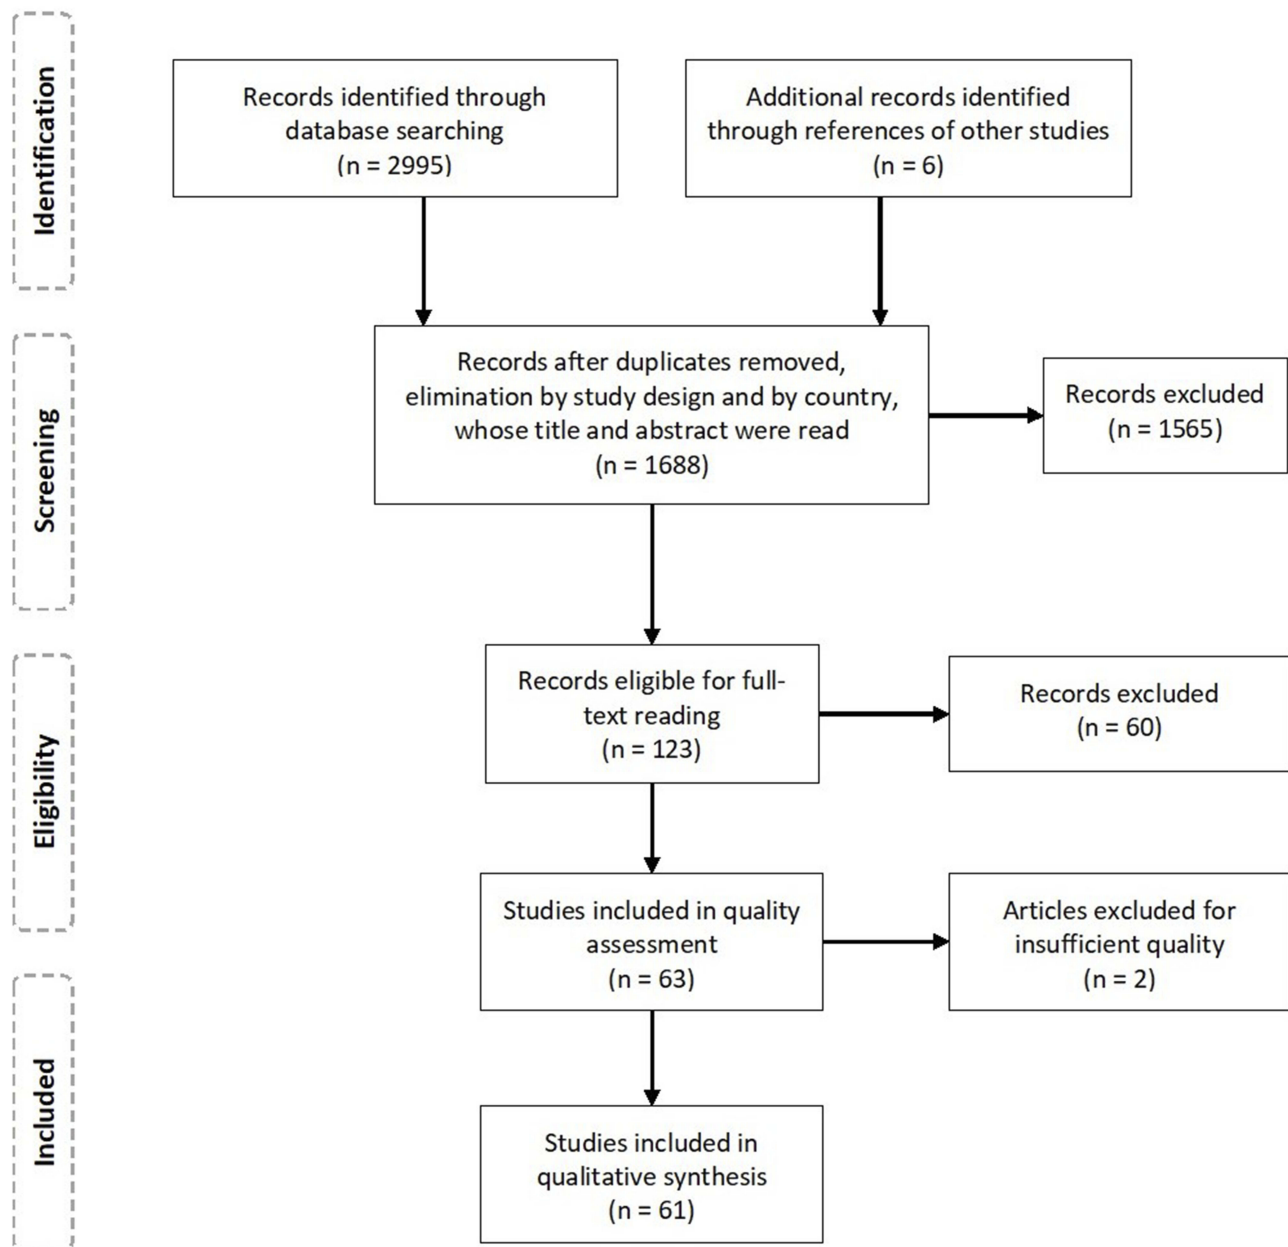 Identification
Records identified through
database searching
(n = 2995)
Additional records identified
through references of other studies
(n = 6)
Screening
Records after duplicates removed,
elimination by study design and by country,
whose title and abstract were read
(n = 1688)
Records excluded
(n = 1565)
Eligibility
Records eligible for full-
text reading
(n = 123)
Records excluded
(n = 60)
Studies included in quality
assessment
(n = 63)
Articles excluded for
insufficient quality
(n = 2)
Included
Studies included in
qualitative synthesis
(n = 61)